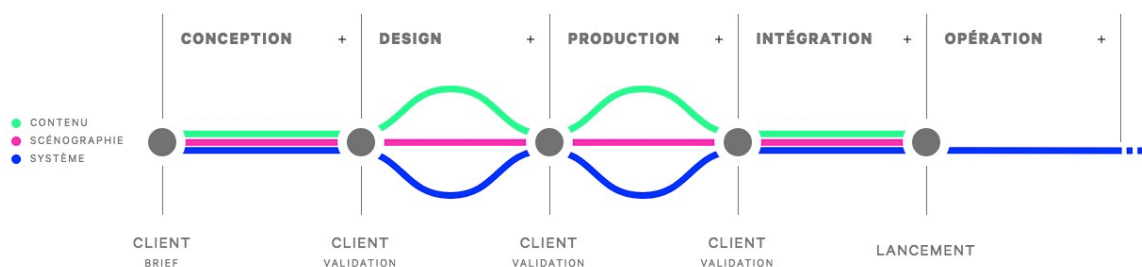 CONCEPTION +
DESIGN +
PRODUCTION +
INTÉGRATION +
OPÉRATION +
CONTENU
SCÉNOGRAPHIE
SYSTÈME
CLIENT
BRIEF
CLIENT
VALIDATION
CLIENT
VALIDATION
CLIENT
VALIDATION
LANCEMENT